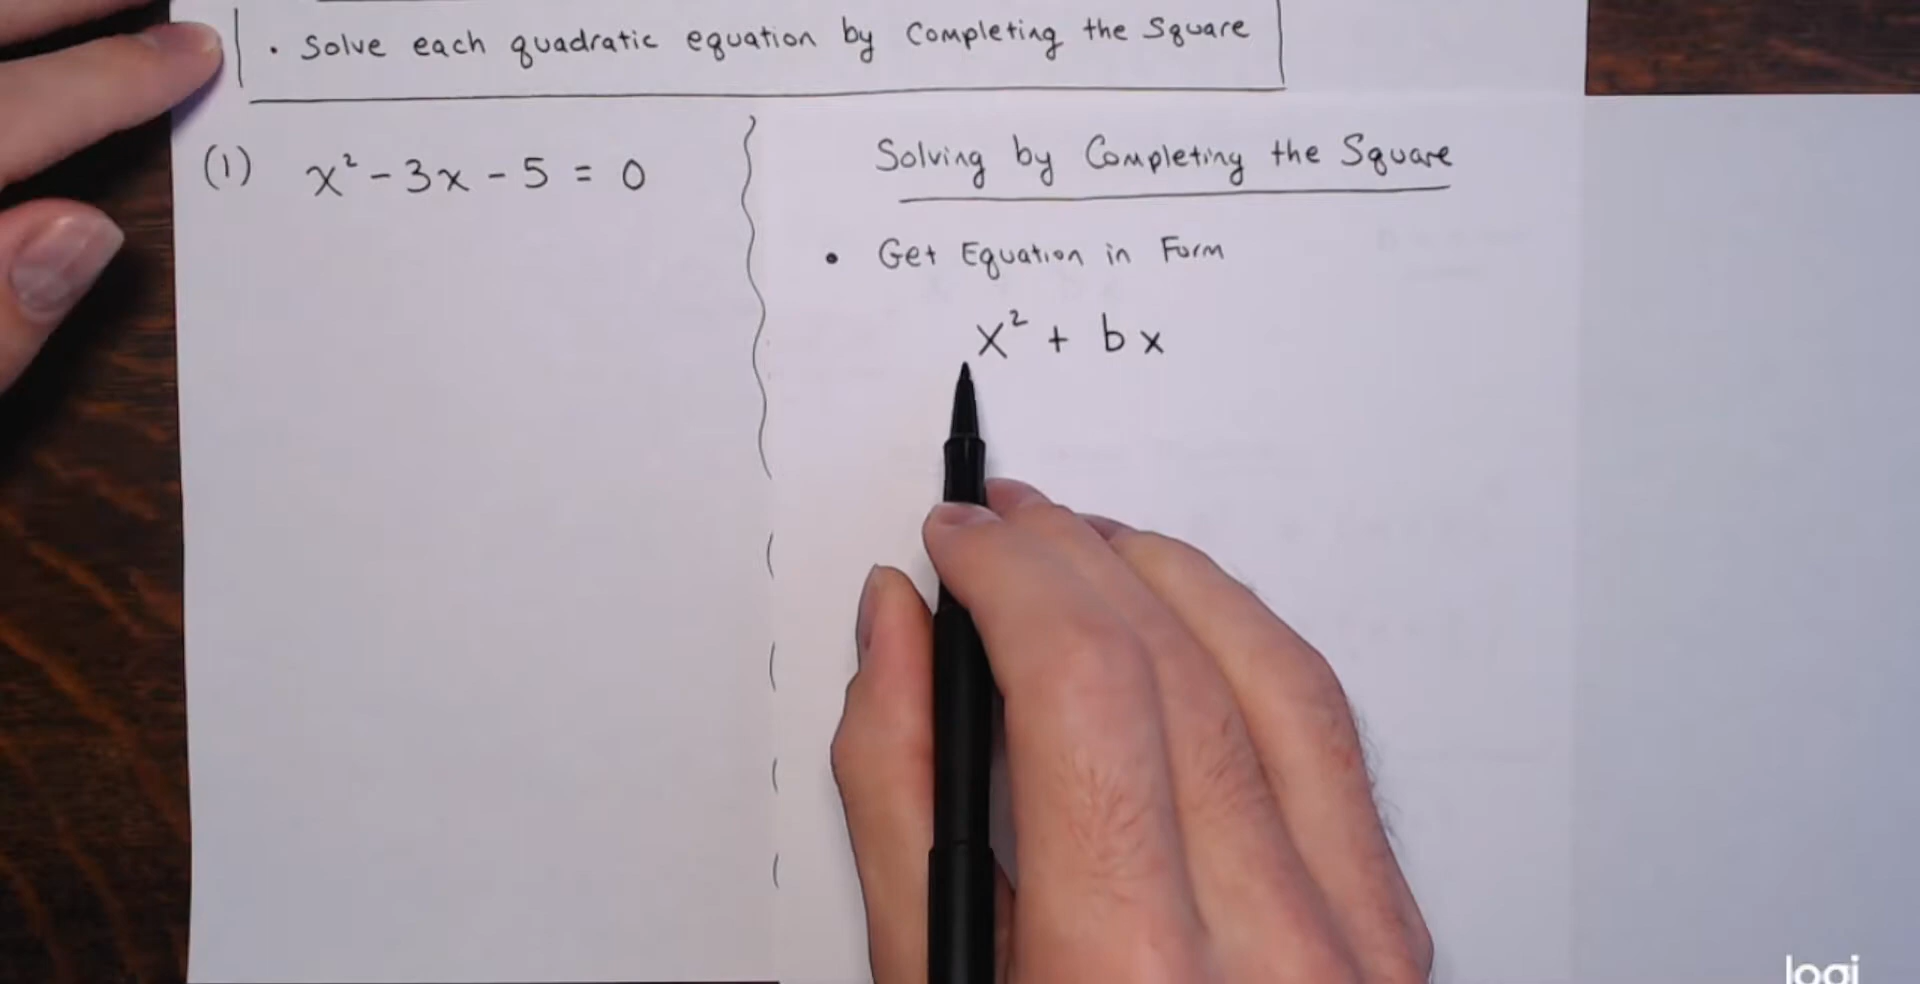 • Solve each quadratic equation by Completing the Square
(1) x² - 3x - 5 = 0
Solving by Completing the Square
• Get Equation in Form
x² + bx
logi